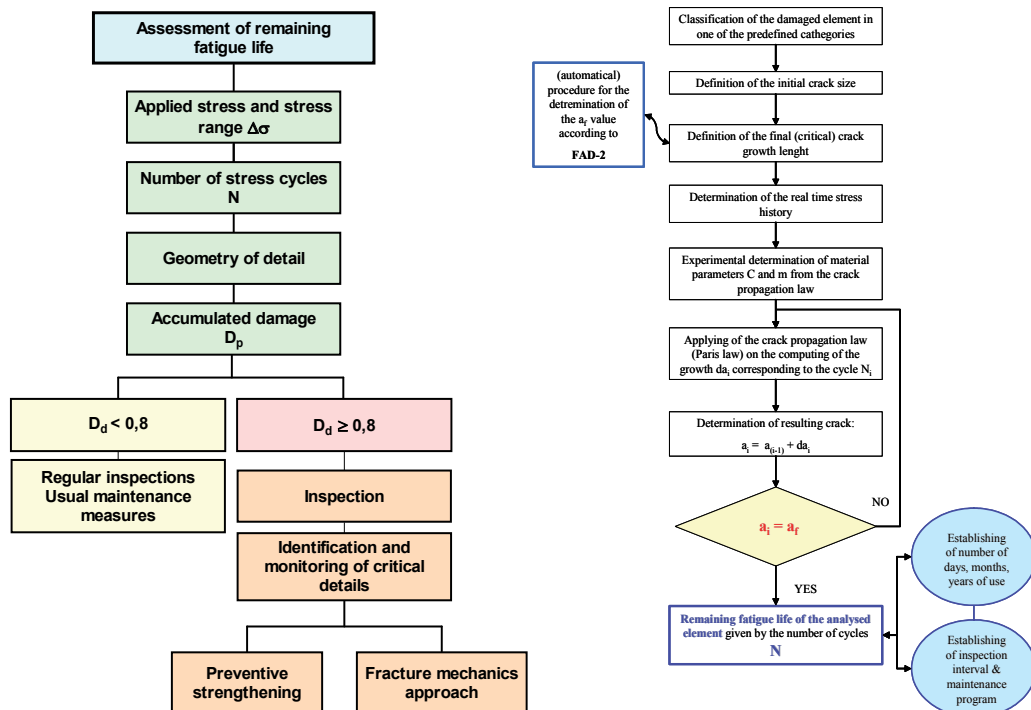 Assessment of remaining
fatigue life
Applied stress and stress
range Δσ
Number of stress cycles
N
Geometry of detail
Accumulated damage
Dp
Dd < 0,8
Dd ≥ 0,8
Regular inspections
Usual maintenance
measures
Inspection
Identification and
monitoring of critical
details
Preventive
strengthening
Fracture mechanics
approach
Classification of the damaged element in
one of the predefined cathegories
Definition of the initial crack size
(automatical)
procedure for the
detremination of
the af value
according to
FAD-2
Definition of the final (critical) crack
growth lenght
Determination of the real time stress
history
Experimental determination of material
parameters C and m from the crack
propagation law
Applying of the crack propagation law
(Paris law) on the computing of the
growth dai corresponding to the cycle Ni
Determination of resulting crack:
ai = a(i-1) + dai
ai = af
NO
YES
Remaining fatigue life of the analysed
element given by the number of cycles
N
Establishing
of number of
days, months,
years of use
Establishing
of inspection
interval &
maintenance
program